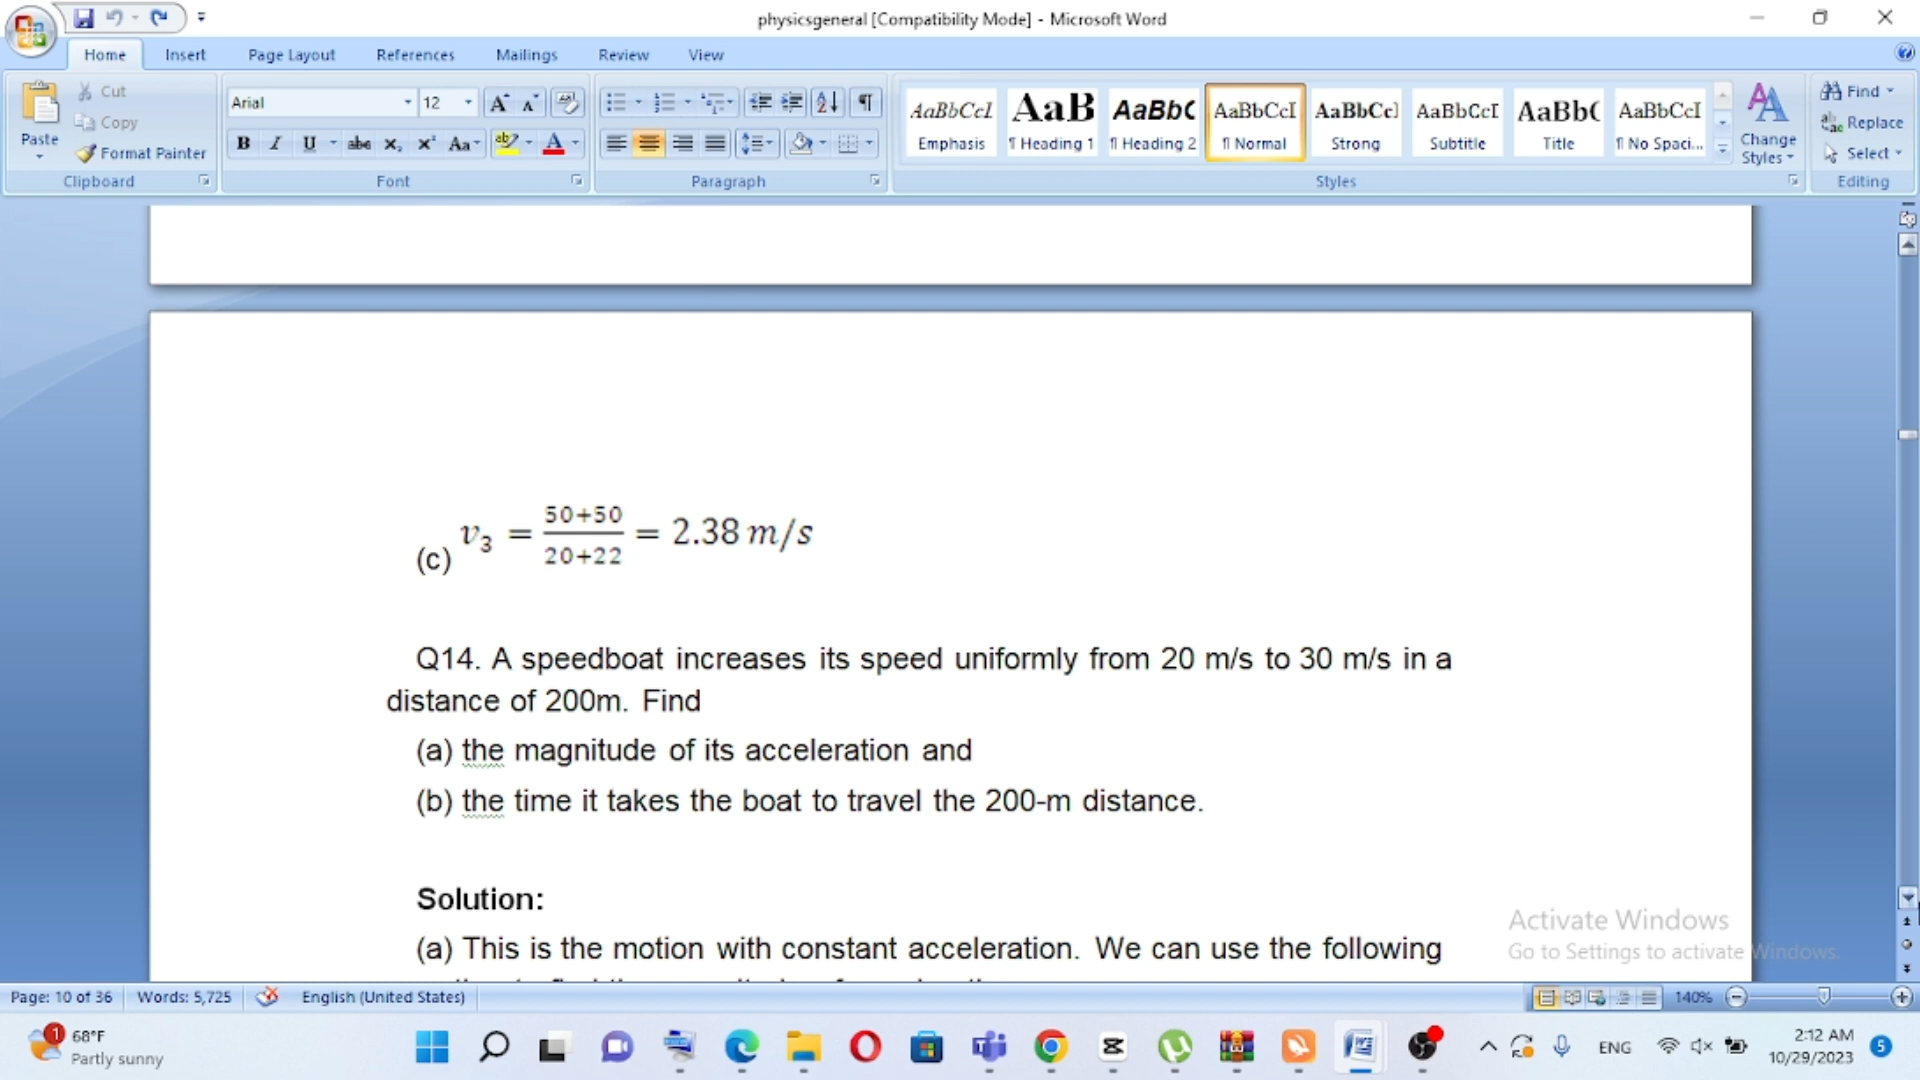 physicsgeneral [Compatibility Mode] - Microsoft Word
Home Insert Page Layout References Mailings Review View
Paste
Cut
Copy
Format Painter
Clipboard
Arial 12
Font
Paragraph
AaBbCcI AaB AaBbC AaBbCcI AaBbCcI AaBbCcI AaBb( AaBbCcI
Emphasis ¶ Heading 1 ¶ Heading 2 ¶ Normal Strong Subtitle Title ¶ No Spaci...
Styles
Change Styles
Find
Replace
Select
Editing
(c) v₃ = (50+50)/(20+22) = 2.38 m/s
Q14. A speedboat increases its speed uniformly from 20 m/s to 30 m/s in a
distance of 200m. Find
(a) the magnitude of its acceleration and
(b) the time it takes the boat to travel the 200-m distance.
Solution:
(a) This is the motion with constant acceleration. We can use the following
Activate Windows
Go to Settings to activate Windows.
Page: 10 of 36 Words: 5,725 English (United States) 140%
1 68°F
Partly sunny
ENG
2:12 AM
10/29/2023
5